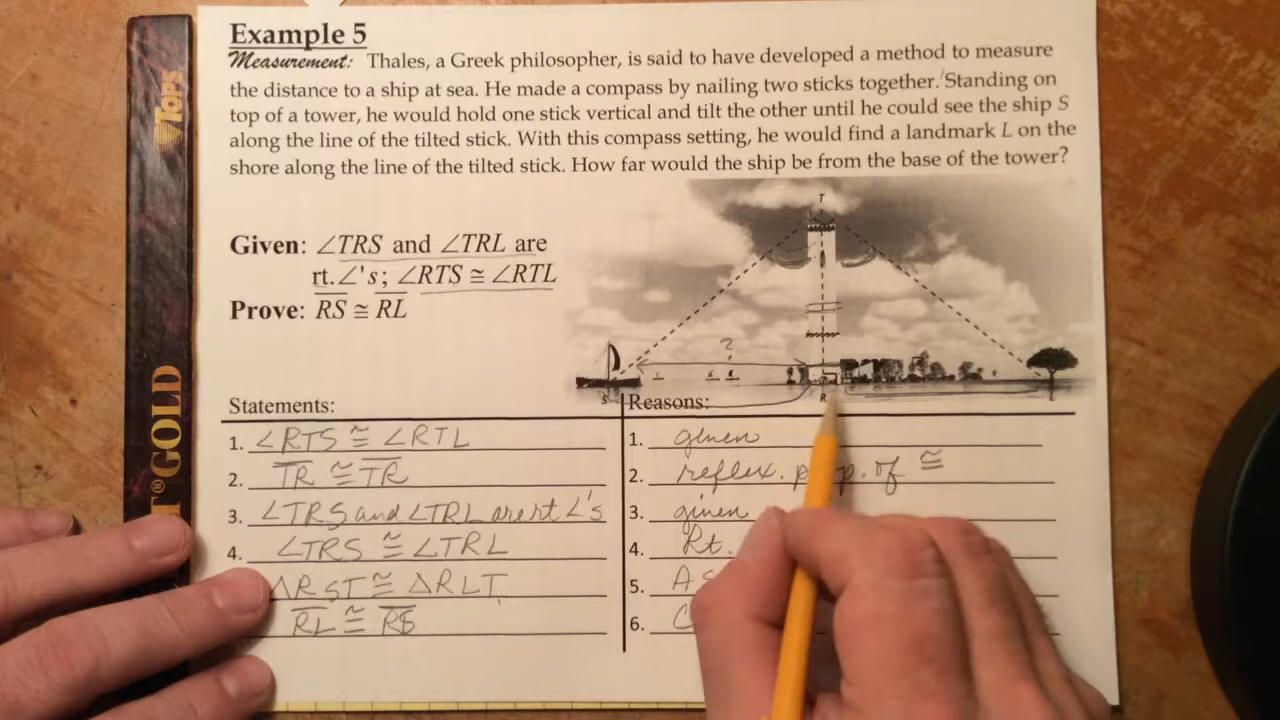 Example 5
Measurement: Thales, a Greek philosopher, is said to have developed a method to measure
the distance to a ship at sea. He made a compass by nailing two sticks together. Standing on
top of a tower, he would hold one stick vertical and tilt the other until he could see the ship S
along the line of the tilted stick. With this compass setting, he would find a landmark L on the
shore along the line of the tilted stick. How far would the ship be from the base of the tower?
T
Given: ∠TRS and ∠TRL are
rt.∠'s; ∠RTS ≅ ∠RTL
Prove: RS ≅ RL
?
S R L
Statements: Reasons:
1. ∠RTS ≅ ∠RTL 1. given
2. TR ≅ TR 2. reflex. prop. of ≅
3. ∠TRS and ∠TRL are rt ∠'s 3. given
4. ∠TRS ≅ ∠TRL 4. Rt.
5. △RST ≅ △RLT 5. AS
6. RL ≅ RS 6. C
TOPS
®GOLD